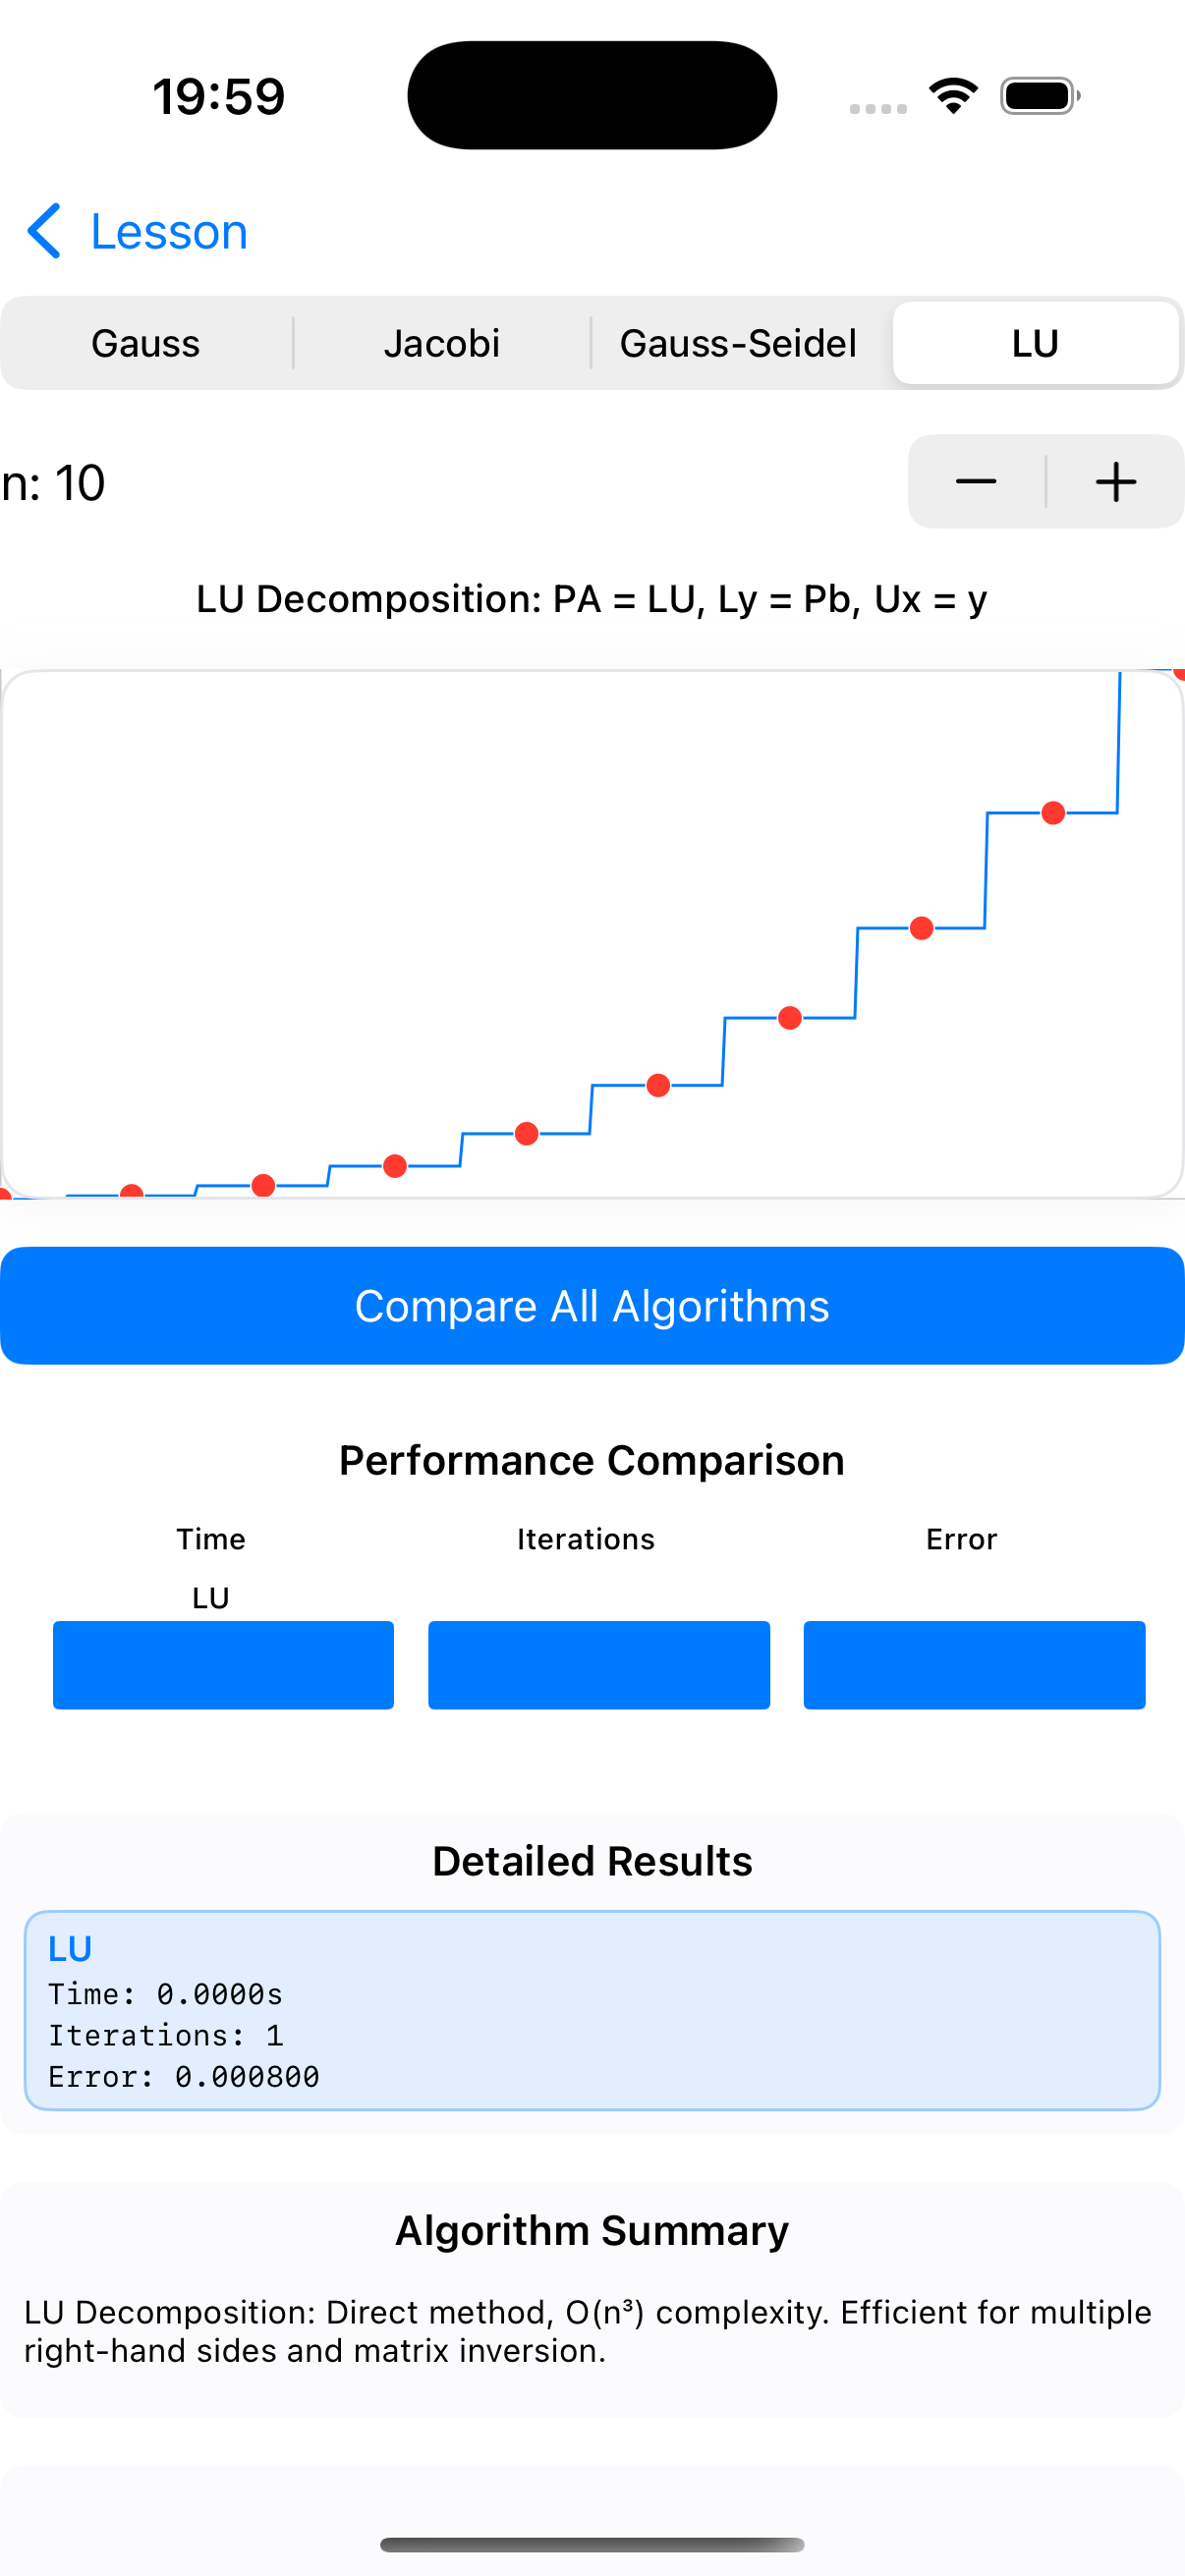 19:59
Lesson
Gauss
Jacobi
Gauss-Seidel
LU
n: 10
LU Decomposition: PA = LU, Ly = Pb, Ux = y
Compare All Algorithms
Performance Comparison
Time
Iterations
Error
LU
Detailed Results
LU
Time: 0.0000s
Iterations: 1
Error: 0.000800
Algorithm Summary
LU Decomposition: Direct method, O(n³) complexity. Efficient for multiple
right-hand sides and matrix inversion.